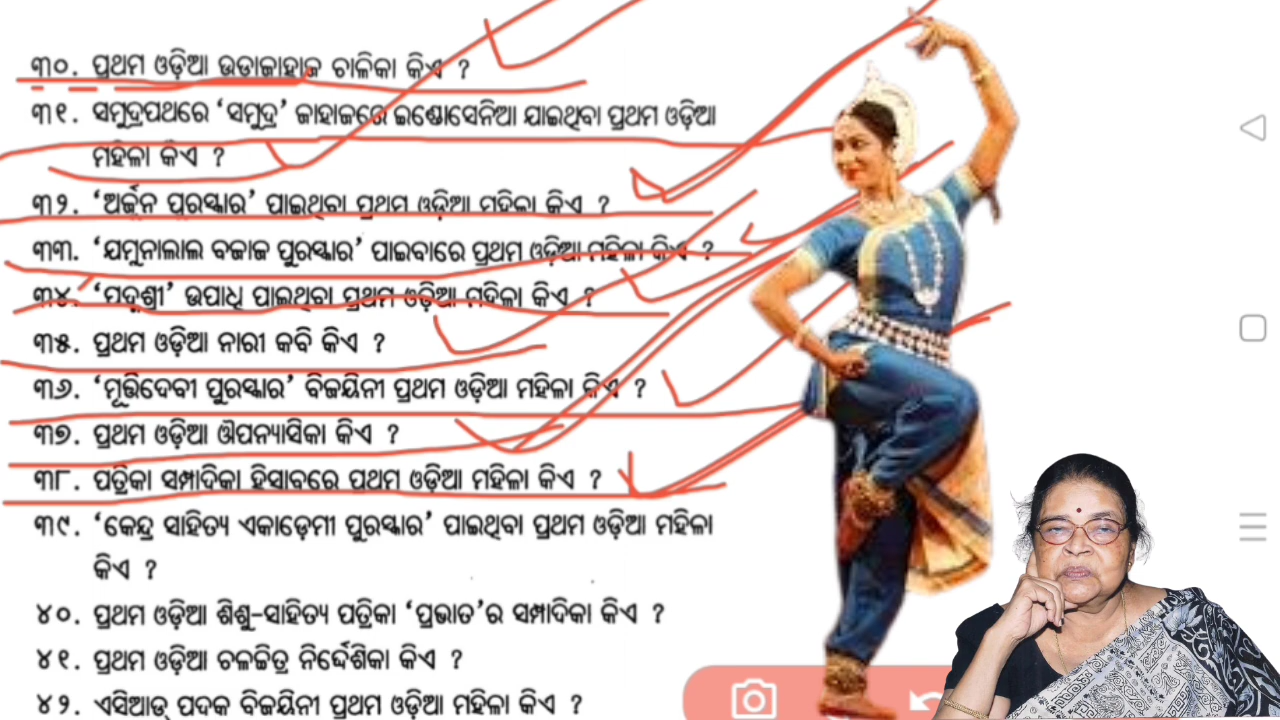 ୩୦. ପ୍ରଥମ ଓଡ଼ିଆ ଉଡାଜାହାଜ ଚାଳିକା କିଏ ?
୩୧. ସମୁଦ୍ରପଥରେ ‘ସମୁଦ୍ର’ ଜାହାଜରେ ଇଣ୍ଡୋସେନିଆ ଯାଇଥିବା ପ୍ରଥମ ଓଡ଼ିଆ
ମହିଳା କିଏ ?
୩୨. ‘ଅର୍ଜ୍ଜୁନ ପୁରସ୍କାର’ ପାଇଥିବା ପ୍ରଥମ ଓଡ଼ିଆ ମହିଳା କିଏ ?
୩୩. ‘ଯମୁନାଲାଲ ବଜାଜ ପୁରସ୍କାର’ ପାଇବାରେ ପ୍ରଥମ ଓଡ଼ିଆ ମହିଳା କିଏ ?
୩୪. ‘ପଦ୍ମଶ୍ରୀ’ ଉପାଧି ପାଇଥିବା ପ୍ରଥମ ଓଡ଼ିଆ ମହିଳା କିଏ ?
୩୫. ପ୍ରଥମ ଓଡ଼ିଆ ନାରୀ କବି କିଏ ?
୩୬. ‘ମୂର୍ତ୍ତିଦେବୀ ପୁରସ୍କାର’ ବିଜୟିନୀ ପ୍ରଥମ ଓଡ଼ିଆ ମହିଳା କିଏ ?
୩୭. ପ୍ରଥମ ଓଡ଼ିଆ ଔପନ୍ୟାସିକା କିଏ ?
୩୮. ପତ୍ରିକା ସମ୍ପାଦିକା ହିସାବରେ ପ୍ରଥମ ଓଡ଼ିଆ ମହିଳା କିଏ ?
୩୯. ‘କେନ୍ଦ୍ର ସାହିତ୍ୟ ଏକାଡ଼େମୀ ପୁରସ୍କାର’ ପାଇଥିବା ପ୍ରଥମ ଓଡ଼ିଆ ମହିଳା
କିଏ ?
୪୦. ପ୍ରଥମ ଓଡ଼ିଆ ଶିଶୁ-ସାହିତ୍ୟ ପତ୍ରିକା ‘ପ୍ରଭାତ’ର ସମ୍ପାଦିକା କିଏ ?
୪୧. ପ୍ରଥମ ଓଡ଼ିଆ ଚଳଚ୍ଚିତ୍ର ନିର୍ଦ୍ଦେଶିକା କିଏ ?
୪୨. ଏସିଆଡ୍ ପଦକ ବିଜୟିନୀ ପ୍ରଥମ ଓଡ଼ିଆ ମହିଳା କିଏ ?